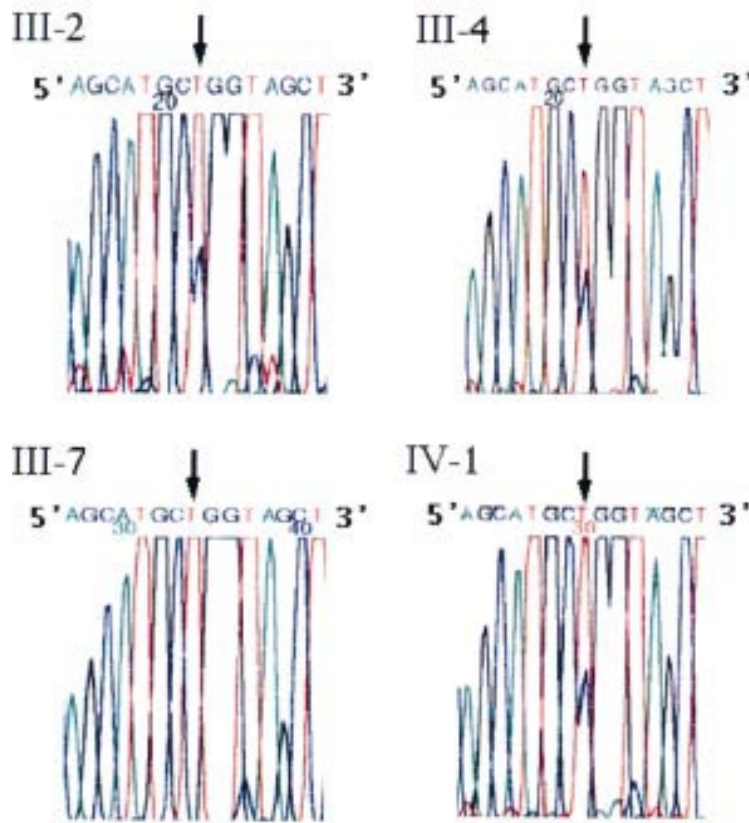 III-2
III-4
5' AGCATGCTGGTAGCT 3'
20
5' AGCATGCTGGTAGCT 3'
20
III-7
IV-1
5' AGCATGCTGGTAGCT 3'
30 40
5' AGCATGCTGGTAGCT 3'
30